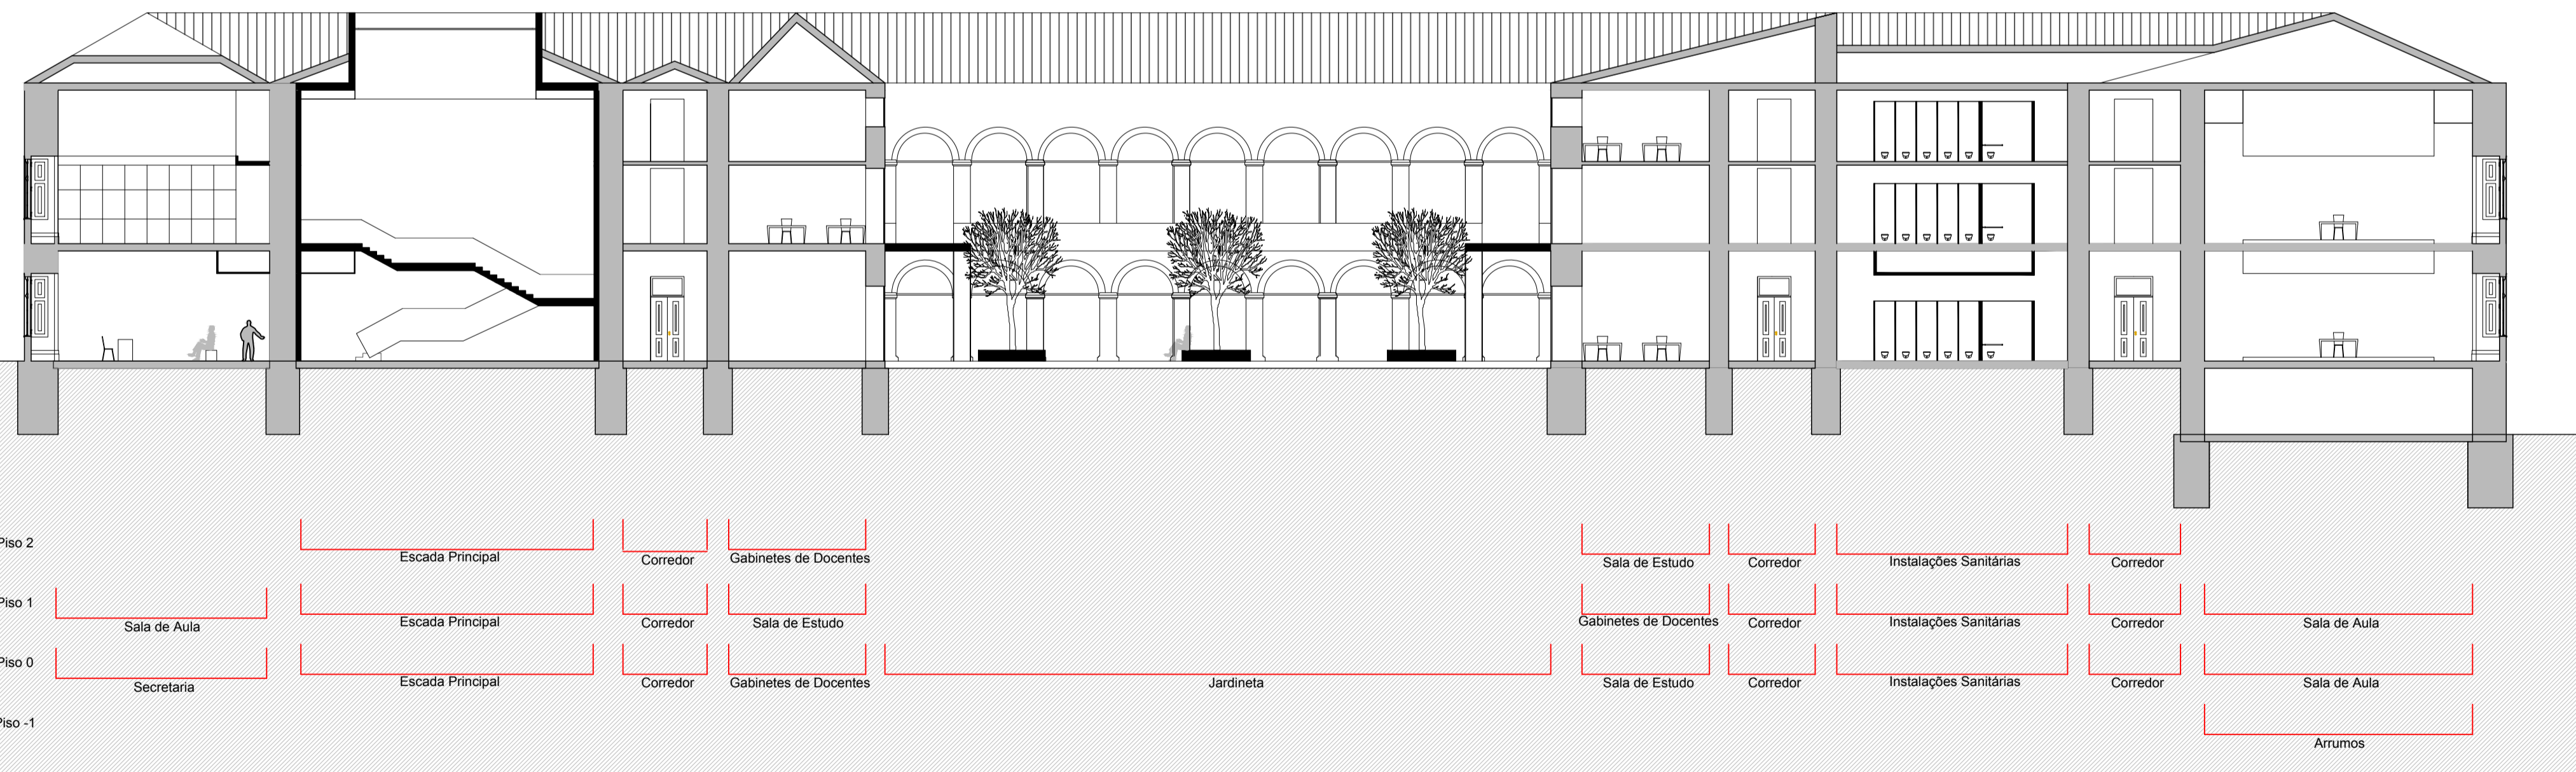 Piso 2 Escada Principal Corredor Gabinetes de Docentes Sala de Estudo Corredor Instalações Sanitárias Corredor
Piso 1 Sala de Aula Escada Principal Corredor Sala de Estudo Gabinetes de Docentes Corredor Instalações Sanitárias Corredor Sala de Aula
Piso 0 Secretaria Escada Principal Corredor Gabinetes de Docentes Jardineta Sala de Estudo Corredor Instalações Sanitárias Corredor Sala de Aula
Piso -1 Arrumos